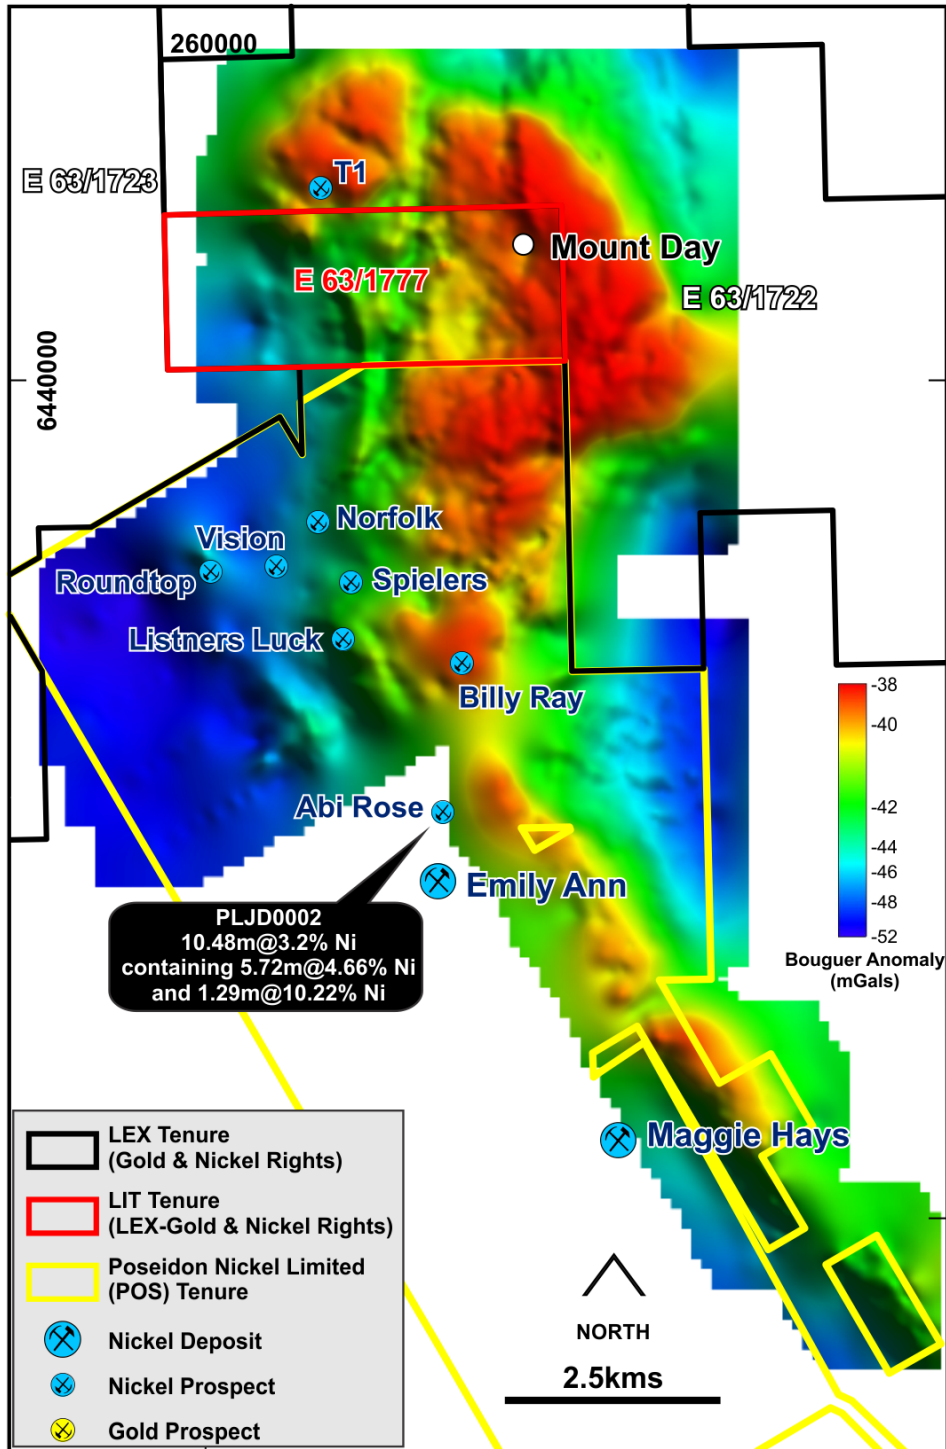 260000
T1
E 63/1723
Mount Day
E 63/1777
E 63/1722
6440000
Norfolk
Vision
Roundtop
Spielers
Listners Luck
Billy Ray
-38
-40
-42
-44
-46
-48
-52
Bouguer Anomaly
(mGals)
Abi Rose
Emily Ann
PLJD0002
10.48m@3.2% Ni
containing 5.72m@4.66% Ni
and 1.29m@10.22% Ni
Maggie Hays
LEX Tenure
(Gold & Nickel Rights)
LIT Tenure
(LEX-Gold & Nickel Rights)
Poseidon Nickel Limited
(POS) Tenure
Nickel Deposit
Nickel Prospect
Gold Prospect
NORTH
2.5kms